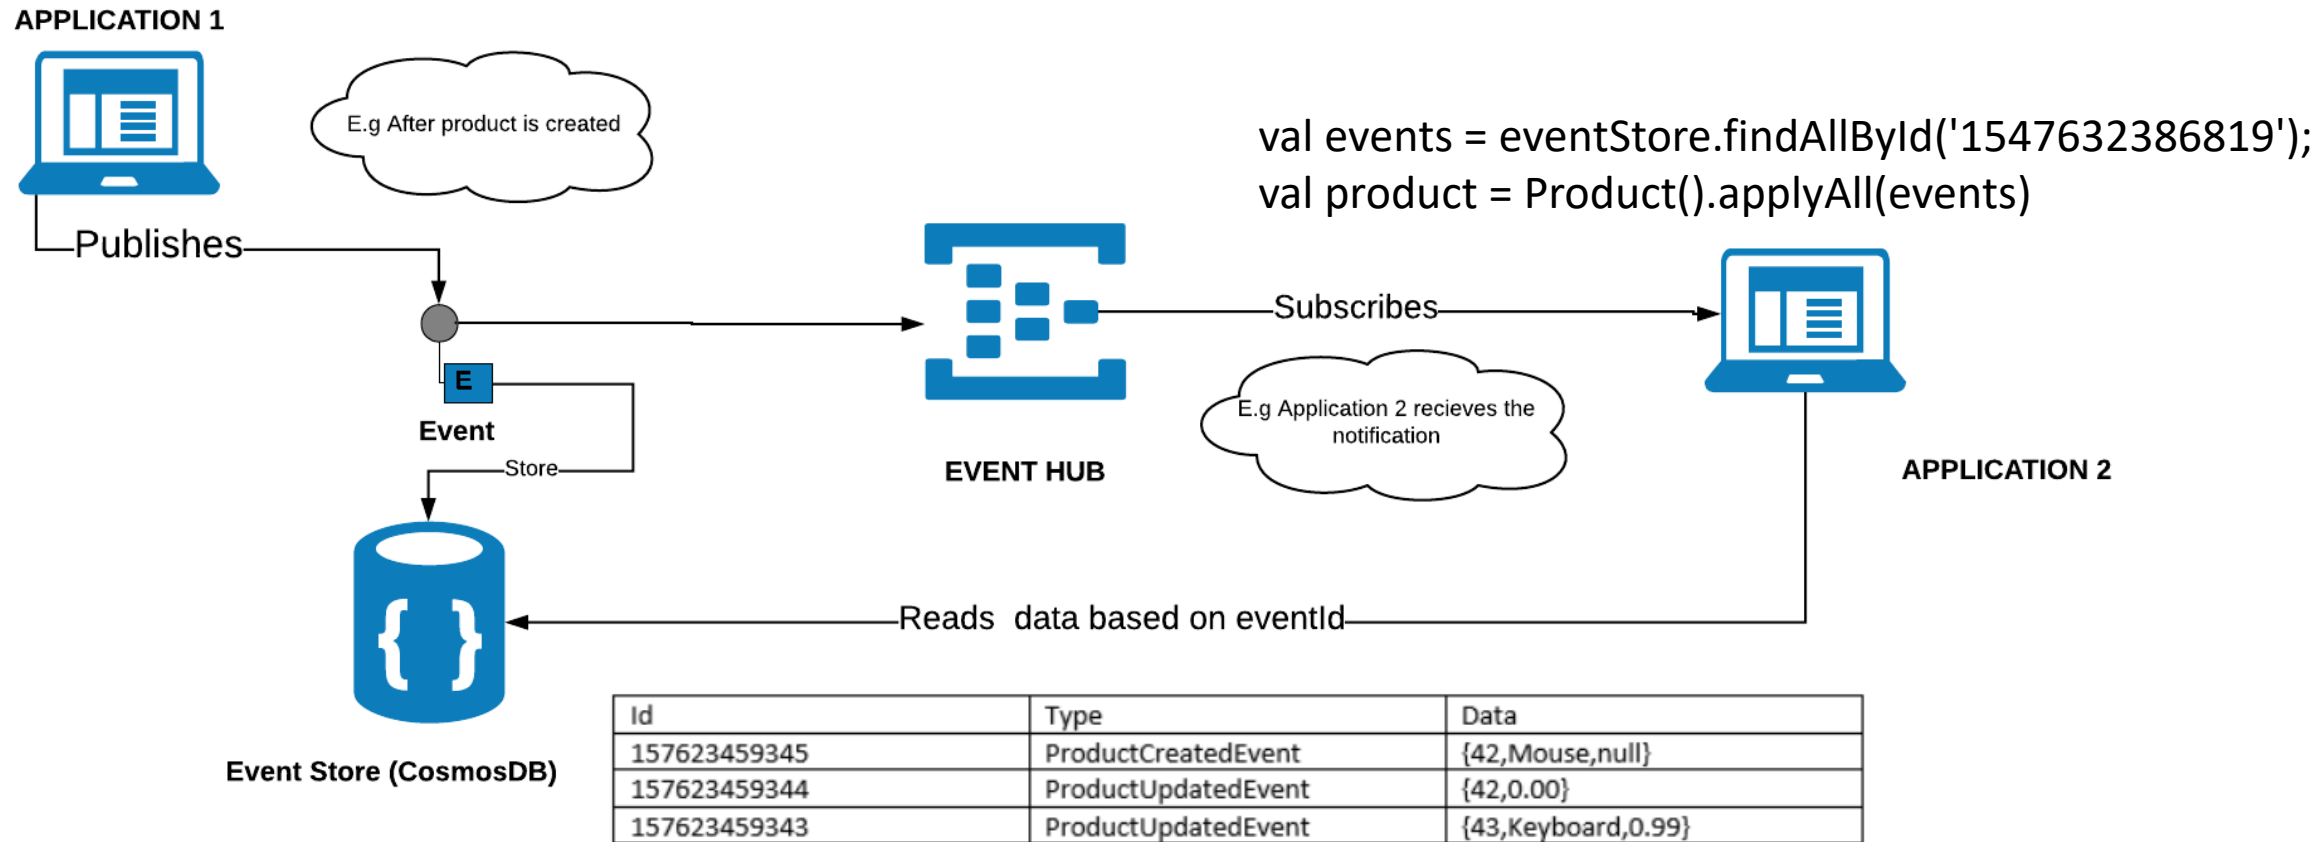 APPLICATION 1
E.g After product is created
val events = eventStore.findAllById('1547632386819');
val product = Product().applyAll(events)
Publishes
Subscribes
E
Event
E.g Application 2 recieves the
notification
Store
EVENT HUB
APPLICATION 2
Reads data based on eventId
{ }
Event Store (CosmosDB)
Id Type Data
157623459345 ProductCreatedEvent {42,Mouse,null}
157623459344 ProductUpdatedEvent {42,0.00}
157623459343 ProductUpdatedEvent {43,Keyboard,0.99}